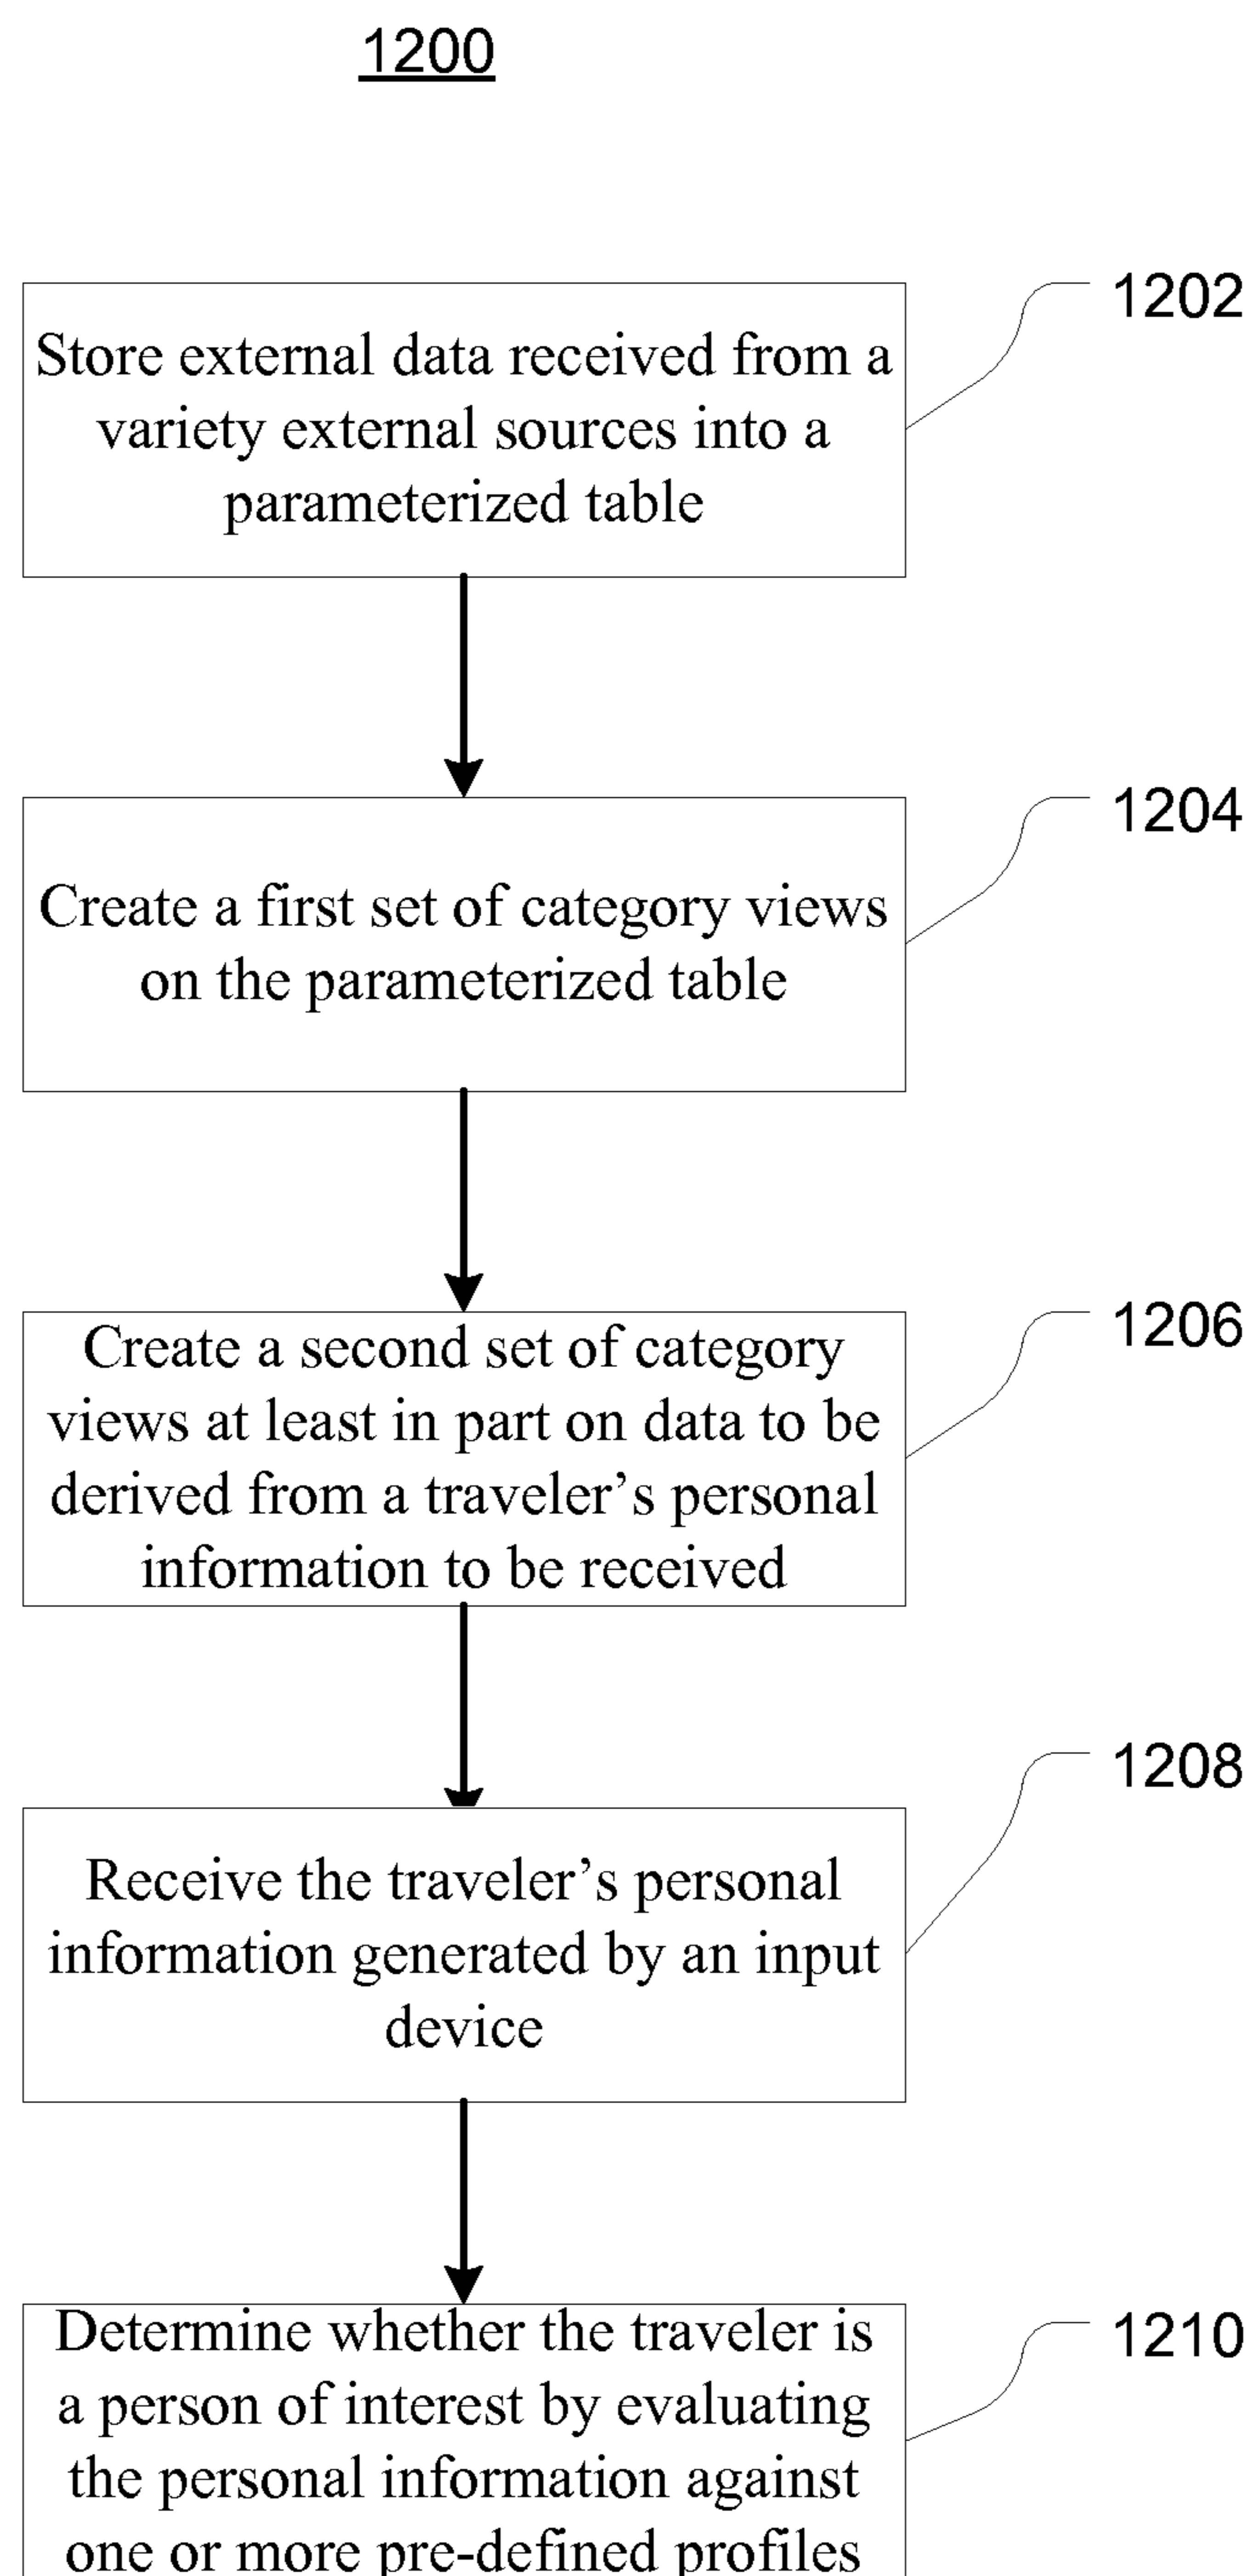 1200
1202
Store external data received from a
variety external sources into a
parameterized table
1204
Create a first set of category views
on the parameterized table
1206
Create a second set of category
views at least in part on data to be
derived from a traveler’s personal
information to be received
1208
Receive the traveler’s personal
information generated by an input
device
1210
Determine whether the traveler is
a person of interest by evaluating
the personal information against
one or more pre-defined profiles